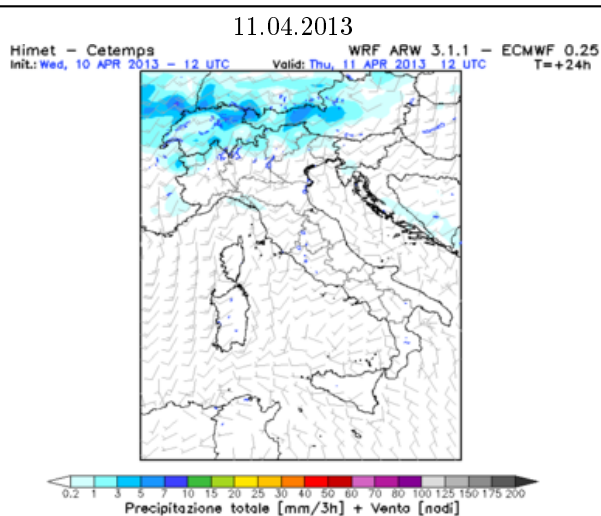 11.04.2013
Himet - Cetemps WRF ARW 3.1.1 - ECMWF 0.25
Init.: Wed, 10 APR 2013 - 12 UTC Valid: Thu, 11 APR 2013 12 UTC T=+24h
0.2 1 3 5 7 10 15 20 25 30 40 50 60 70 80 100 125 150 175 200
Precipitazione totale [mm/3h] + Vento [nodi]